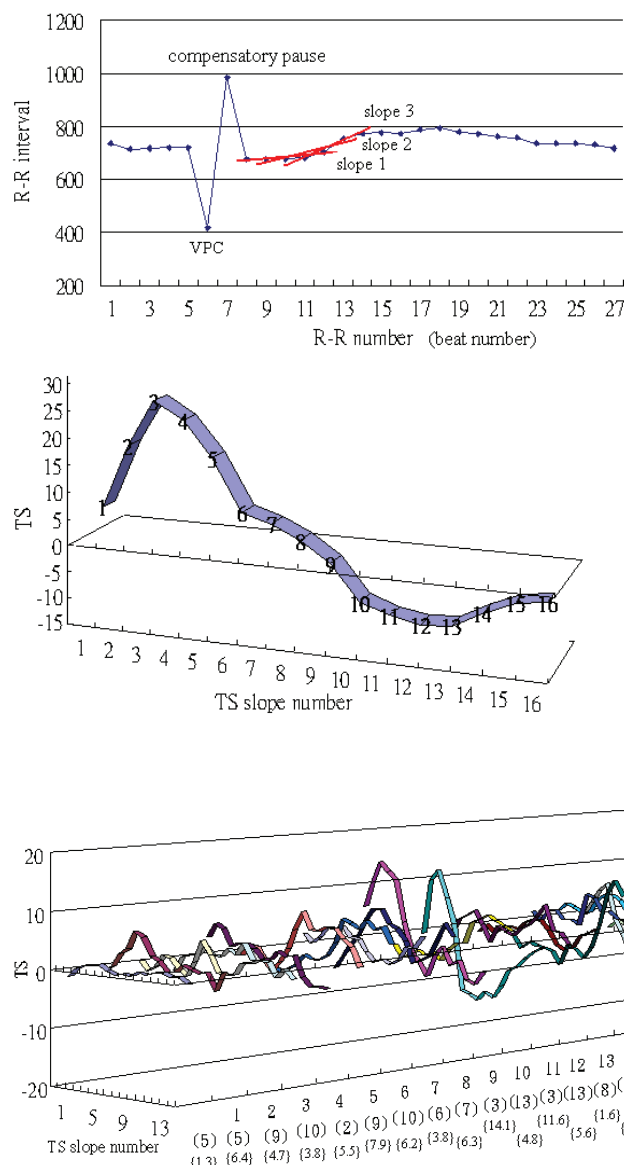 1200
1000
800
600
400
200
R-R interval
compensatory pause
slope 3
slope 2
slope 1
VPC
1 3 5 7 9 11 13 15 17 19 21 23 25 27
R-R number (beat number)
30
25
20
15
10
5
0
-5
-10
-15
TS
1 2 3 4 5 6 7 8 9 10 11 12 13 14 15 16
1 2 3 4 5 6 7 8 9 10 11 12 13 14 15 16
TS slope number
20
10
0
-10
-20
TS
1 5 9 13
TS slope number
1 2 3 4 5 6 7 8 9 10 11 12 13
(5) (5) (9) (10) (2) (9) (10) (6) (7) (3) (13) (3) (13) (8)
{1.3} {6.4} {4.7} {3.8} {5.5} {7.9} {6.2} {3.8} {6.3} {14.1} {4.8} {11.6} {5.6} {1.6}